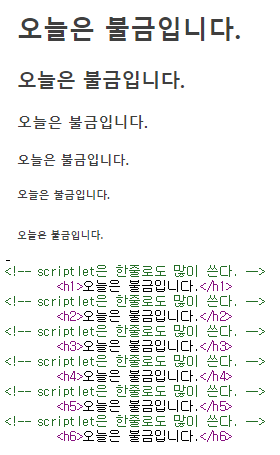 오늘은 불금입니다.
오늘은 불금입니다.
오늘은 불금입니다.
오늘은 불금입니다.
오늘은 불금입니다.
오늘은 불금입니다.
<!-- scriptlet은 한줄로도 많이 쓴다. -->
<h1>오늘은 불금입니다.</h1>
<!-- scriptlet은 한줄로도 많이 쓴다. -->
<h2>오늘은 불금입니다.</h2>
<!-- scriptlet은 한줄로도 많이 쓴다. -->
<h3>오늘은 불금입니다.</h3>
<!-- scriptlet은 한줄로도 많이 쓴다. -->
<h4>오늘은 불금입니다.</h4>
<!-- scriptlet은 한줄로도 많이 쓴다. -->
<h5>오늘은 불금입니다.</h5>
<!-- scriptlet은 한줄로도 많이 쓴다. -->
<h6>오늘은 불금입니다.</h6>